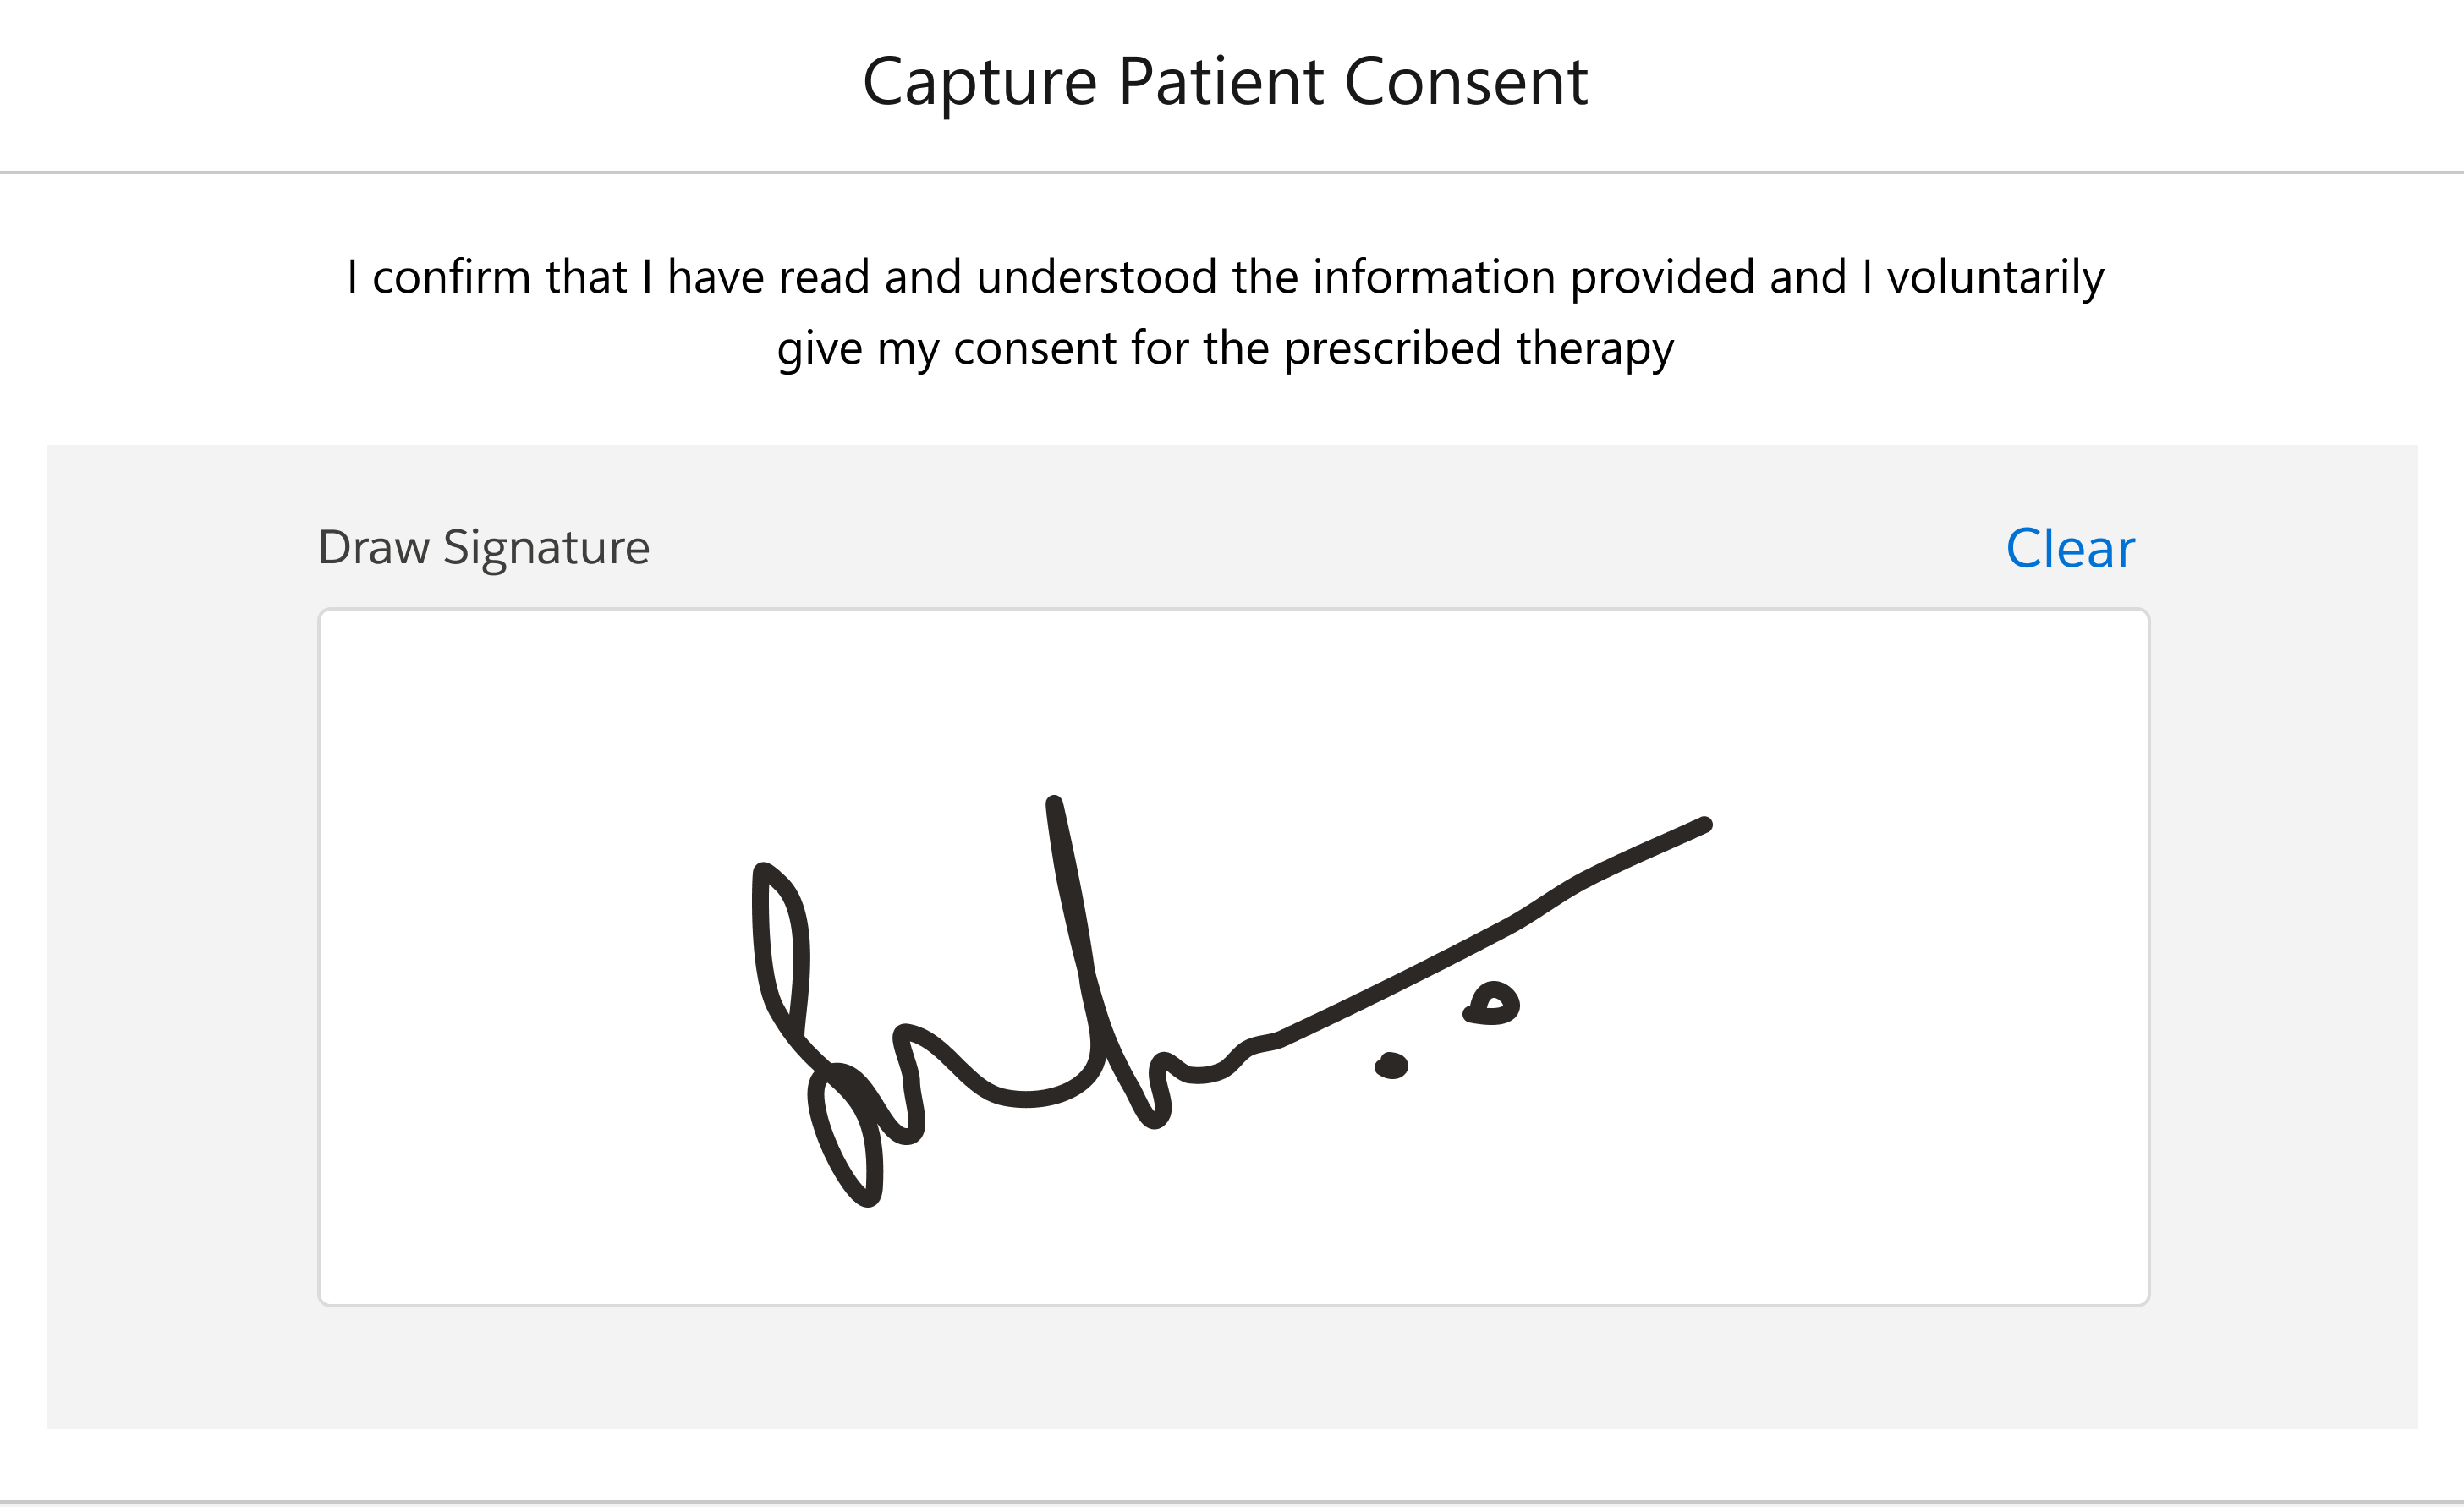 Capture Patient Consent
I confirm that I have read and understood the information provided and I voluntarily
give my consent for the prescribed therapy
Draw Signature
Clear